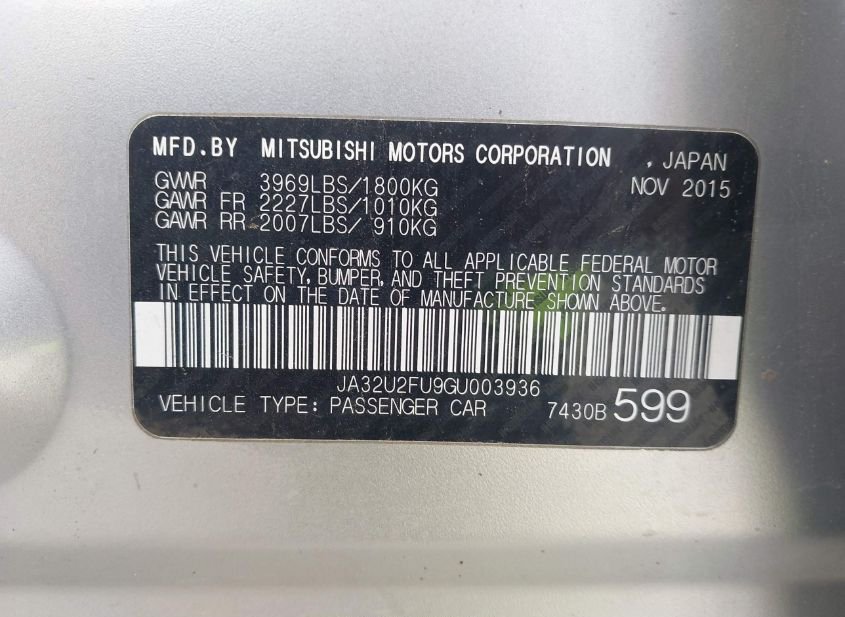 MFD.BY MITSUBISHI MOTORS CORPORATION , JAPAN
GVWR 3969LBS/1800KG NOV 2015
GAWR FR 2227LBS/1010KG
GAWR RR 2007LBS/ 910KG
THIS VEHICLE CONFORMS TO ALL APPLICABLE FEDERAL MOTOR
VEHICLE SAFETY, BUMPER, AND THEFT PREVENTION STANDARDS
IN EFFECT ON THE DATE OF MANUFACTURE SHOWN ABOVE.
JA32U2FU9GU003936
VEHICLE TYPE: PASSENGER CAR 7430B 599